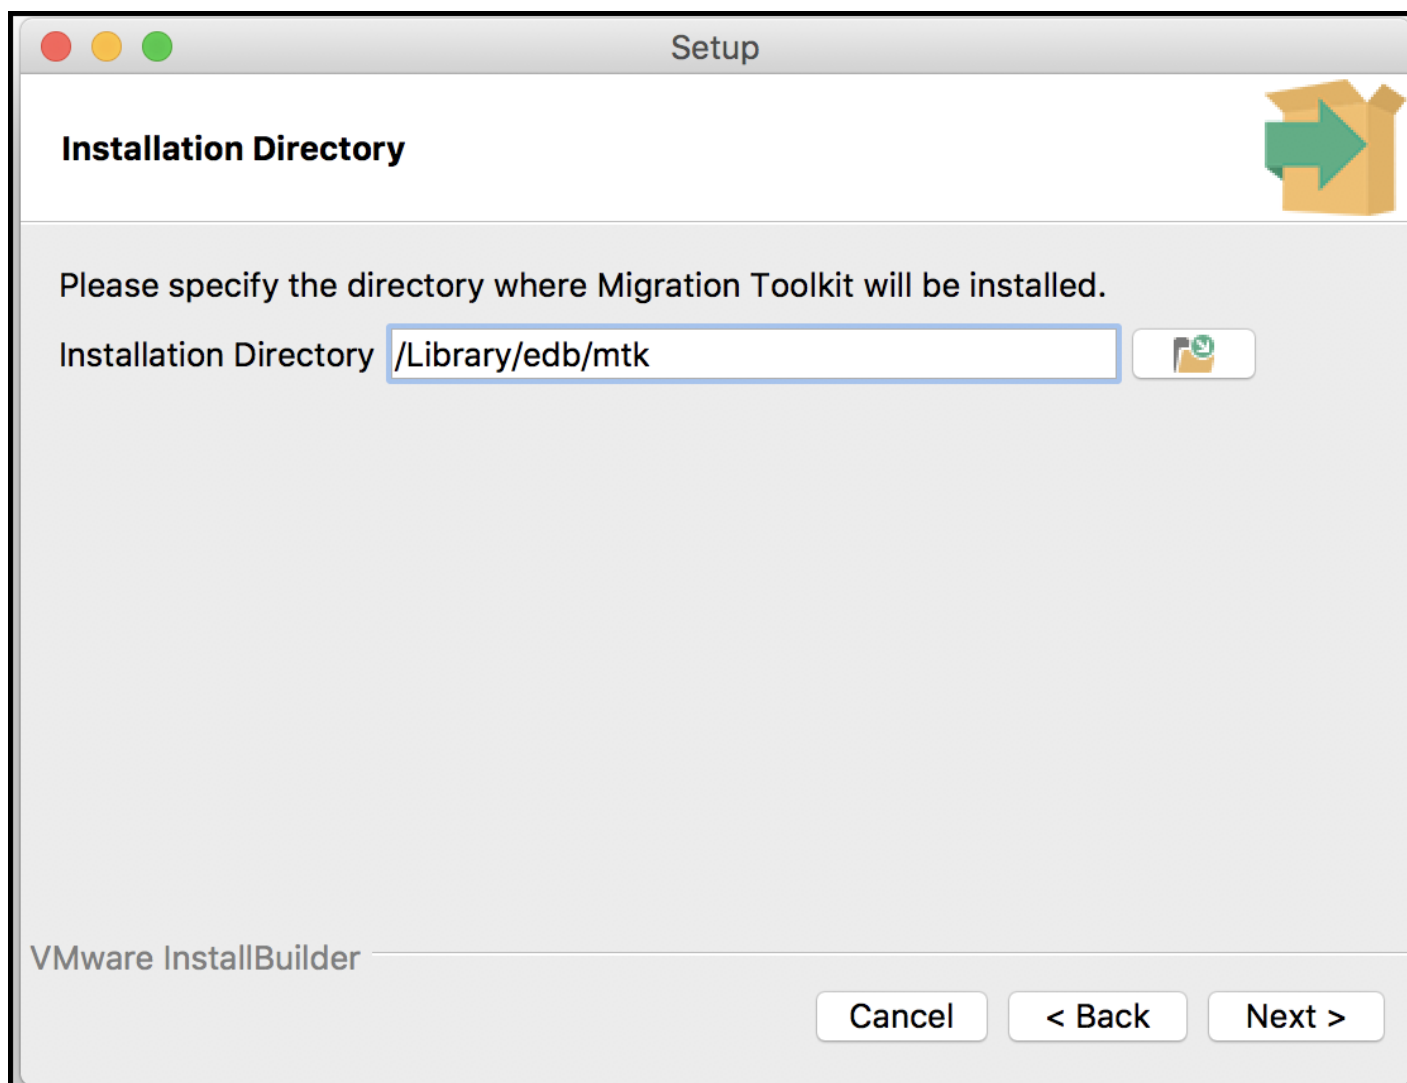 Setup
Installation Directory
Please specify the directory where Migration Toolkit will be installed.
Installation Directory /Library/edb/mtk
VMware InstallBuilder
Cancel < Back Next >